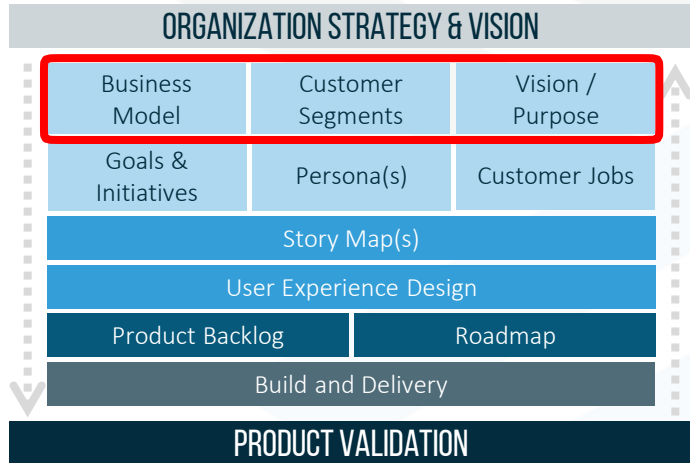 ORGANIZATION STRATEGY & VISION
Business
Model
Customer
Segments
Vision /
Purpose
Goals &
Initiatives
Persona(s)
Customer Jobs
Story Map(s)
User Experience Design
Product Backlog
Roadmap
Build and Delivery
PRODUCT VALIDATION